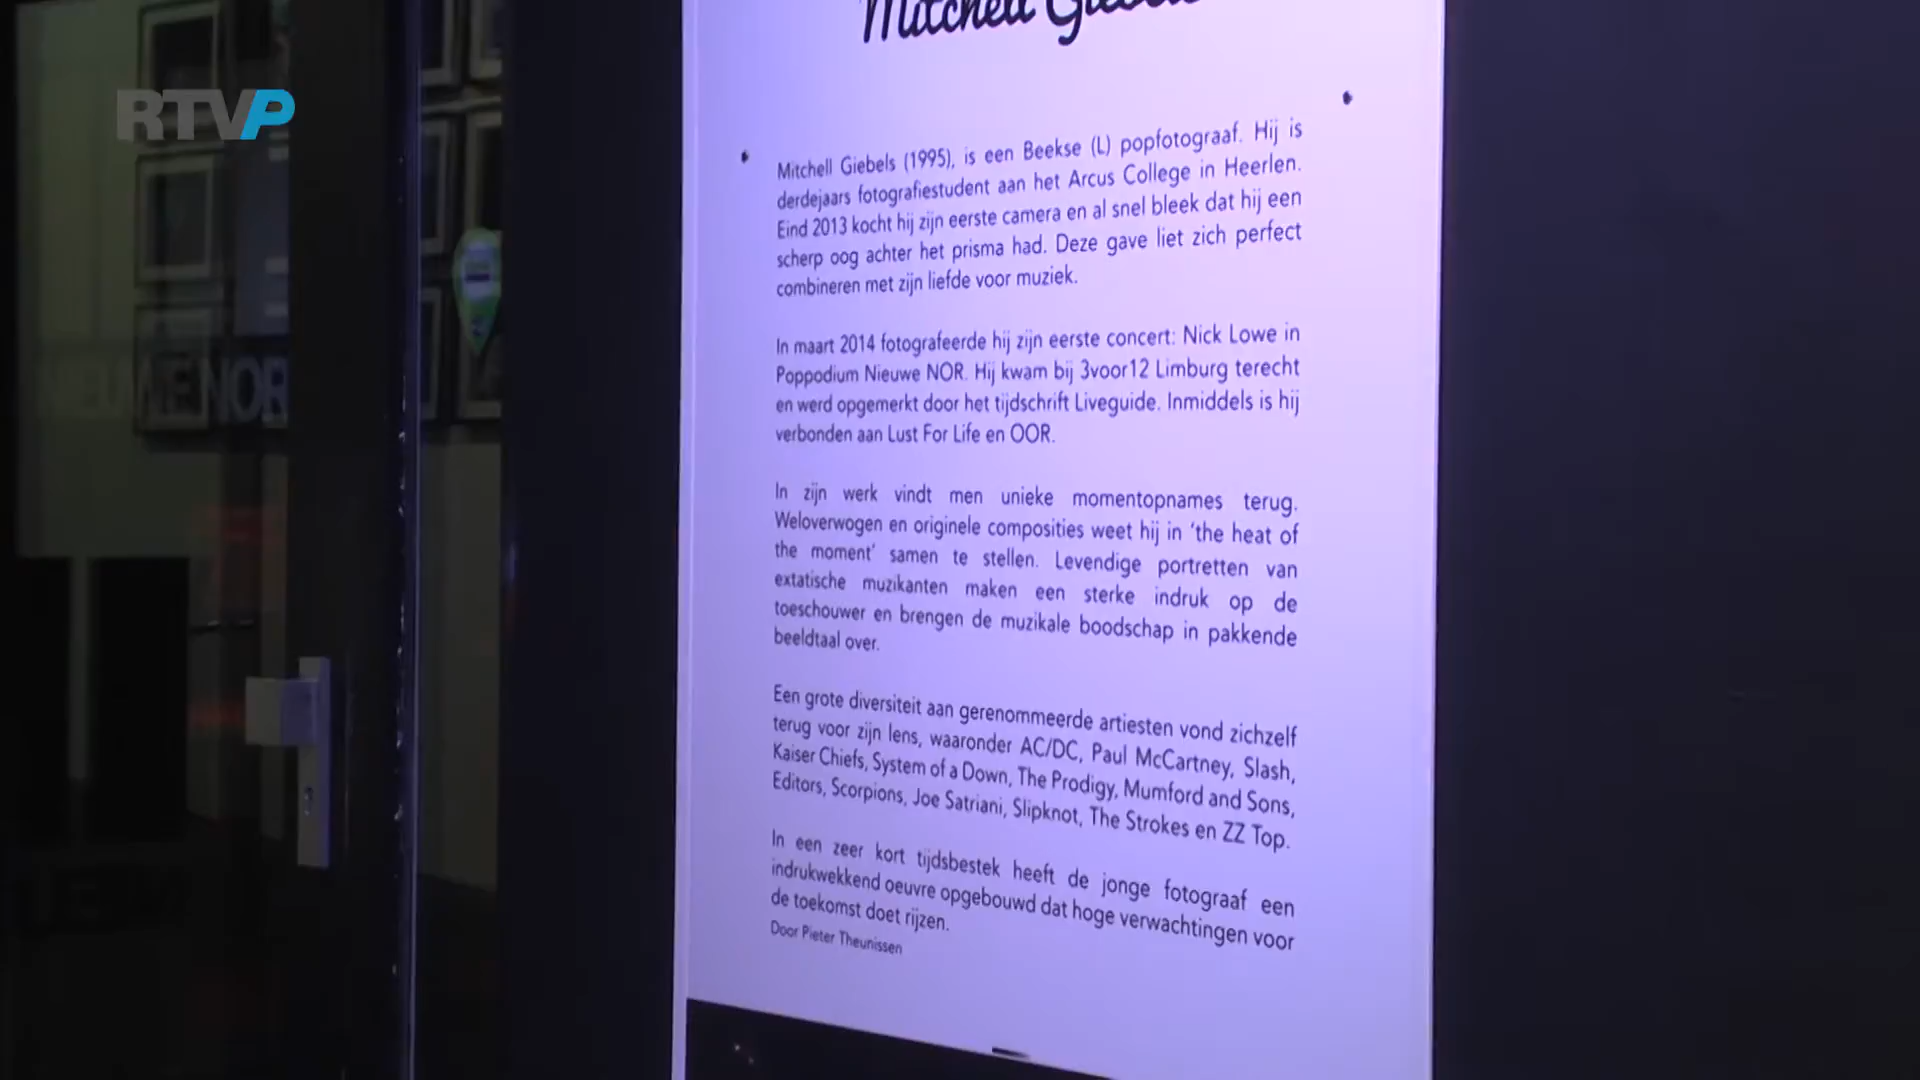 Mitchell Giebels
RTVP
Mitchell Giebels (1995), is een Beekse (L) popfotograaf. Hij is
derdejaars fotografiestudent aan het Arcus College in Heerlen.
Eind 2013 kocht hij zijn eerste camera en al snel bleek dat hij een
scherp oog achter het prisma had. Deze gave liet zich perfect
combineren met zijn liefde voor muziek.
In maart 2014 fotografeerde hij zijn eerste concert: Nick Lowe in
Poppodium Nieuwe NOR. Hij kwam bij 3voor12 Limburg terecht
en werd opgemerkt door het tijdschrift Liveguide. Inmiddels is hij
verbonden aan Lust For Life en OOR.
In zijn werk vindt men unieke momentopnames terug.
Weloverwogen en originele composities weet hij in ‘the heat of
the moment’ samen te stellen. Levendige portretten van
extatische muzikanten maken een sterke indruk op de
toeschouwer en brengen de muzikale boodschap in pakkende
beeldtaal over.
Een grote diversiteit aan gerenommeerde artiesten vond zichzelf
terug voor zijn lens, waaronder AC/DC, Paul McCartney, Slash,
Kaiser Chiefs, System of a Down, The Prodigy, Mumford and Sons,
Editors, Scorpions, Joe Satriani, Slipknot, The Strokes en ZZ Top.
In een zeer kort tijdsbestek heeft de jonge fotograaf een
indrukwekkend oeuvre opgebouwd dat hoge verwachtingen voor
de toekomst doet rijzen.
Door Pieter Theunissen
NIEUWE NOR